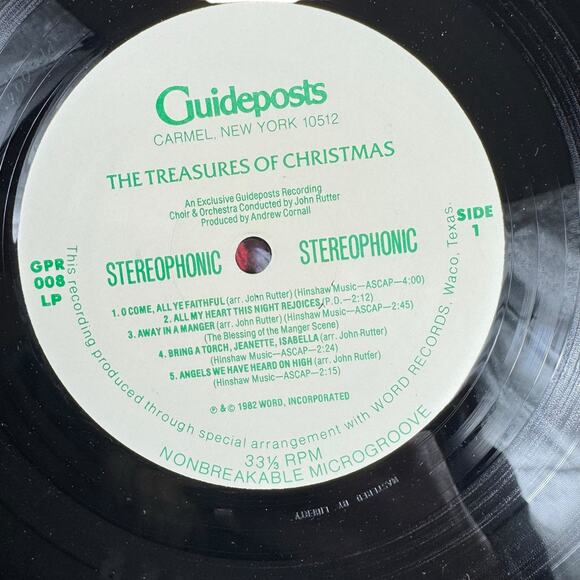 Guideposts
CARMEL, NEW YORK 10512
THE TREASURES OF CHRISTMAS
An Exclusive Guideposts Recording
Choir & Orchestra Conducted by John Rutter
Produced by Andrew Cornall
GPR
008
LP
STEREOPHONIC STEREOPHONIC
SIDE
1
1. O COME, ALL YE FAITHFUL (arr. John Rutter) (Hinshaw Music—ASCAP—4:00)
2. ALL MY HEART THIS NIGHT REJOICES (P.D.—2:12)
3. AWAY IN A MANGER (arr. John Rutter) (Hinshaw Music—ASCAP—2:45)
(The Blessing of the Manger Scene)
4. BRING A TORCH, JEANETTE, ISABELLA (arr. John Rutter)
(Hinshaw Music—ASCAP—2:24)
5. ANGELS WE HAVE HEARD ON HIGH (arr. John Rutter)
(Hinshaw Music—ASCAP—2:15)
℗ & © 1982 WORD, INCORPORATED
This recording produced through special arrangement with WORD RECORDS, Waco, Texas.
33⅓ RPM
NONBREAKABLE MICROGROOVE
MASTERED BY LIBERTY